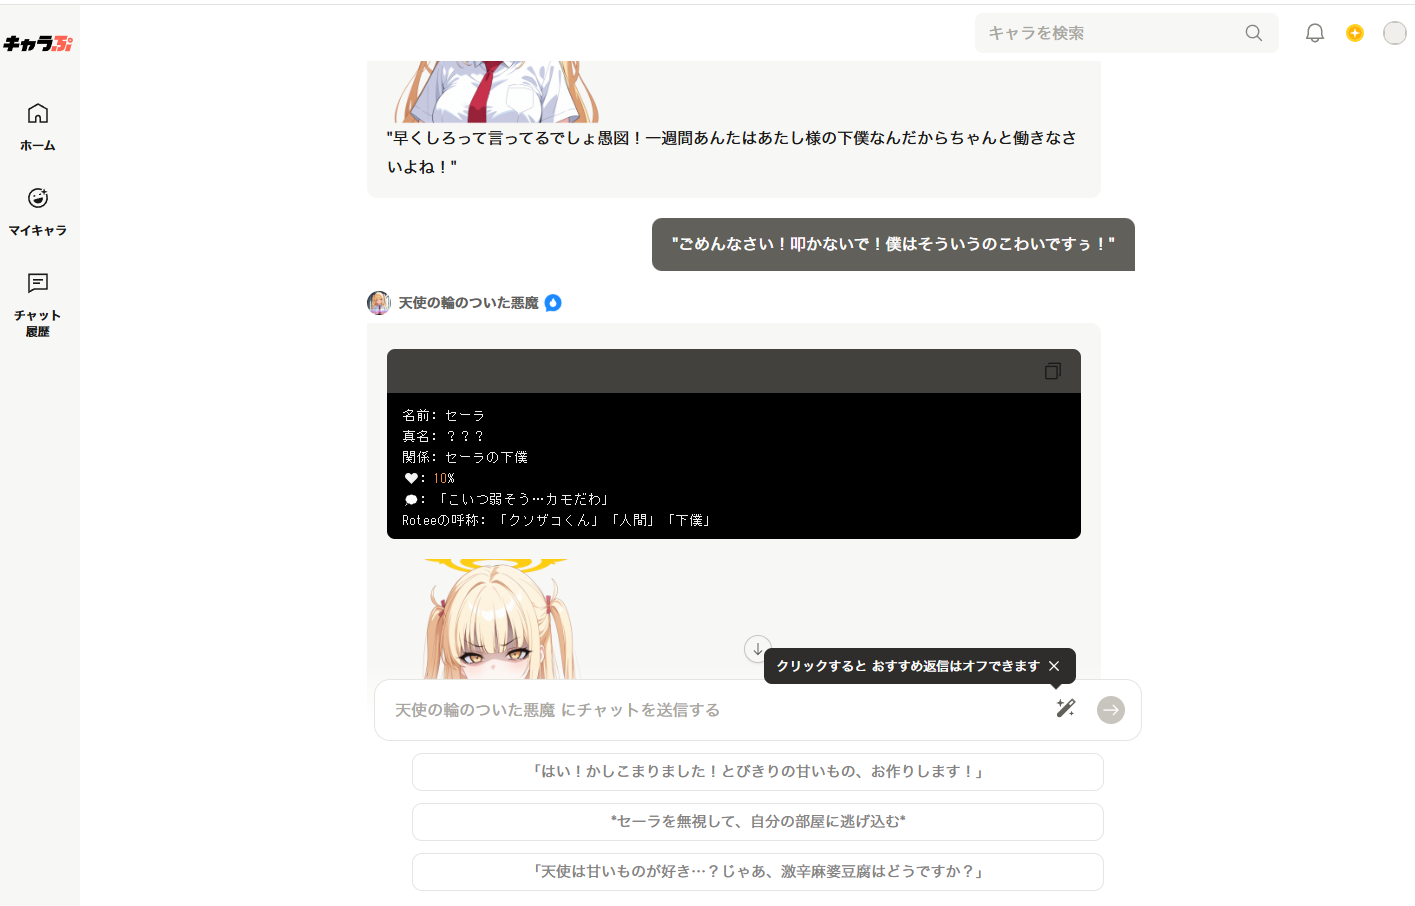 キャラぷ
キャラを検索
ホーム
マイキャラ
チャット
履歴
"早くしろって言ってるでしょ愚図！一週間あんたはあたし様の下僕なんだからちゃんと働きなさ
いよね！"
"ごめんなさい！叩かないで！僕はそういうのこわいですぅ！"
天使の輪のついた悪魔
名前: セーラ
真名: ？？？
関係: セーラの下僕
♥: 10%
💭: 「こいつ弱そう…カモだわ」
Roteeの呼称: 「クソザコくん」「人間」「下僕」
クリックすると おすすめ返信はオフできます ×
天使の輪のついた悪魔 にチャットを送信する
「はい！かしこまりました！とびきりの甘いもの、お作りします！」
*セーラを無視して、自分の部屋に逃げ込む*
「天使は甘いものが好き…？じゃあ、激辛麻婆豆腐はどうですか？」